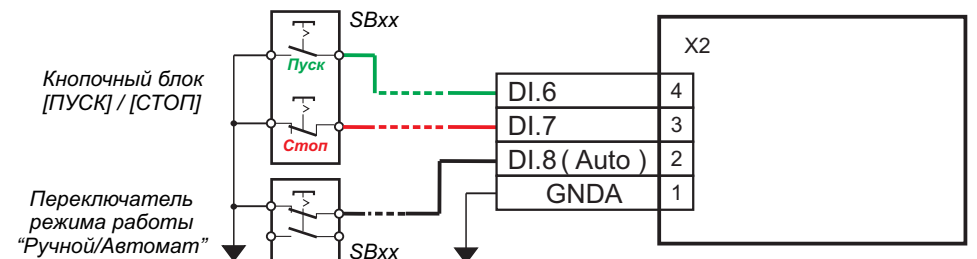 SBxx
Пуск
Кнопочный блок
[ПУСК] / [СТОП]
Стоп
X2
DI.6 4
DI.7 3
DI.8 ( Auto ) 2
GNDA 1
Переключатель
режима работы
“Ручной/Автомат”
SBxx